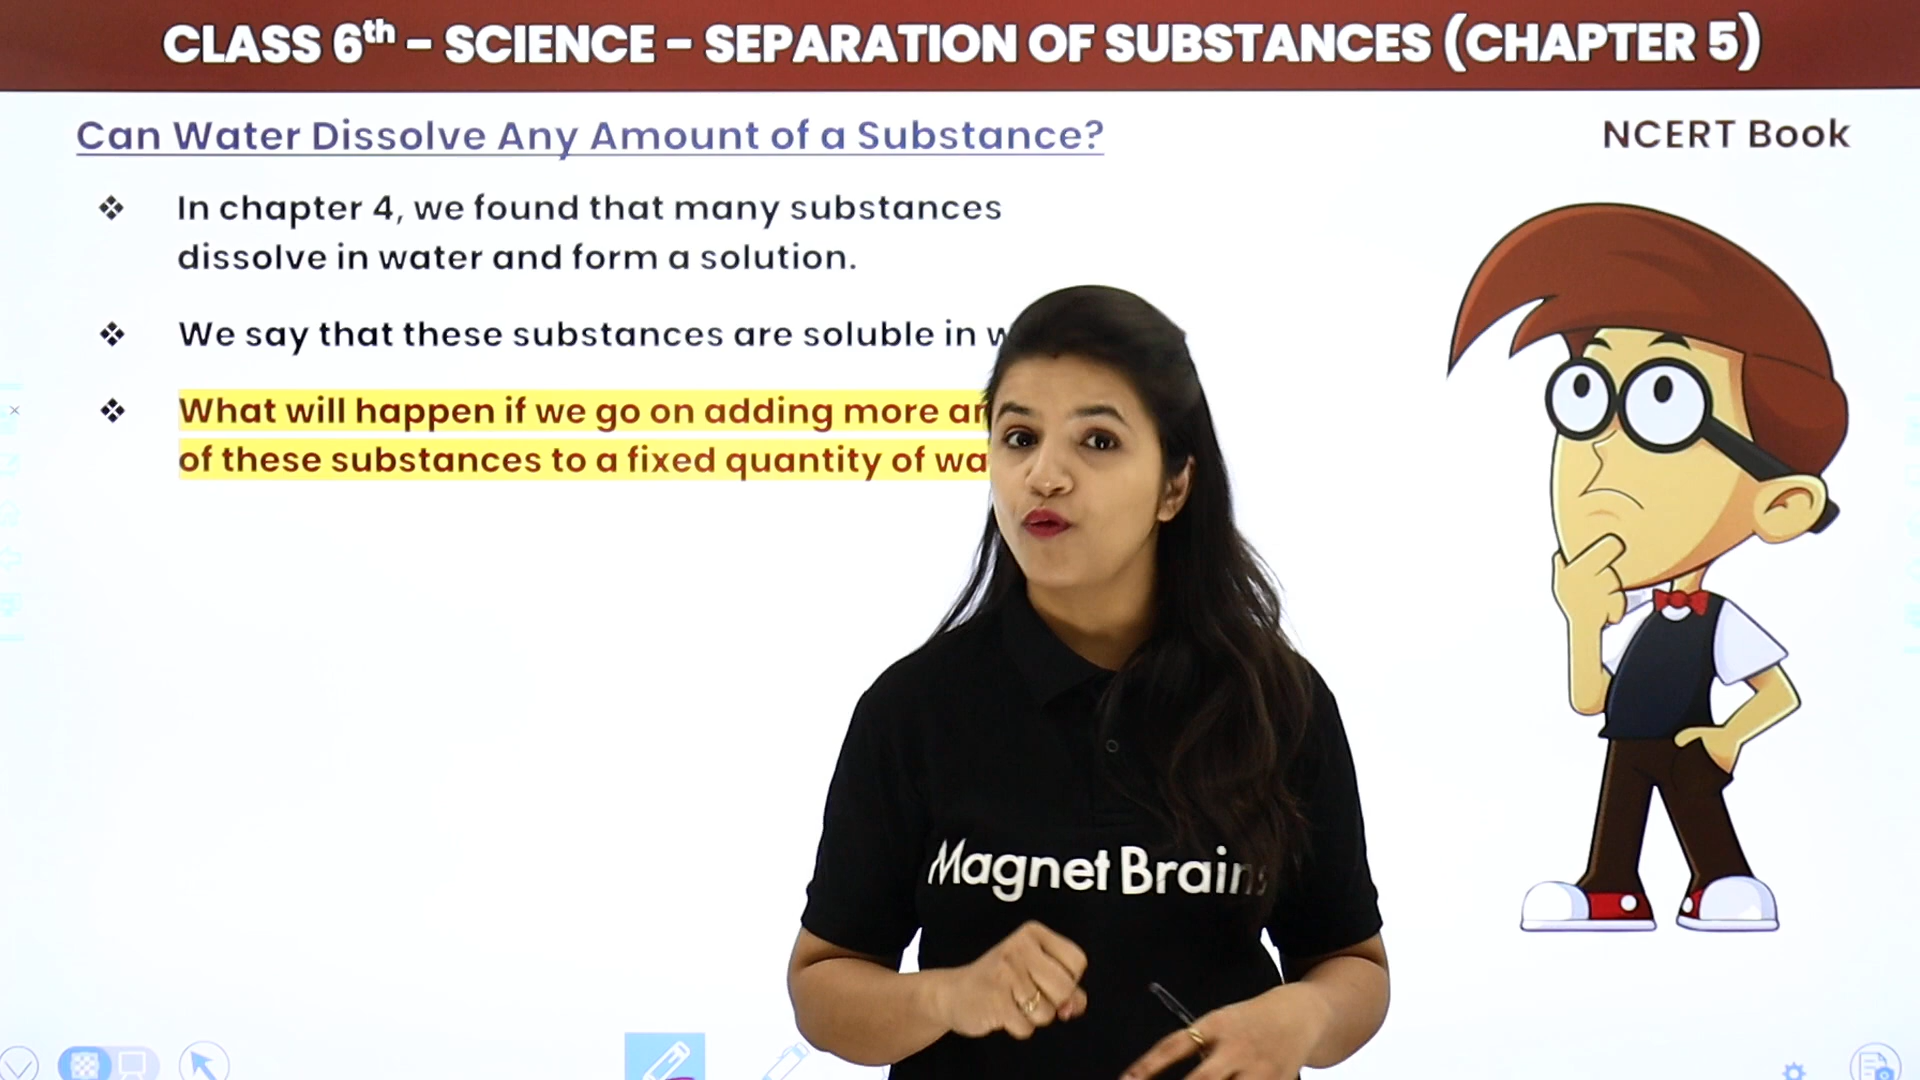 CLASS 6th - SCIENCE - SEPARATION OF SUBSTANCES (CHAPTER 5)
Can Water Dissolve Any Amount of a Substance?
NCERT Book
❖ In chapter 4, we found that many substances
dissolve in water and form a solution.
❖ We say that these substances are soluble in
❖ What will happen if we go on adding more
of these substances to a fixed quantity of
Magnet Brains